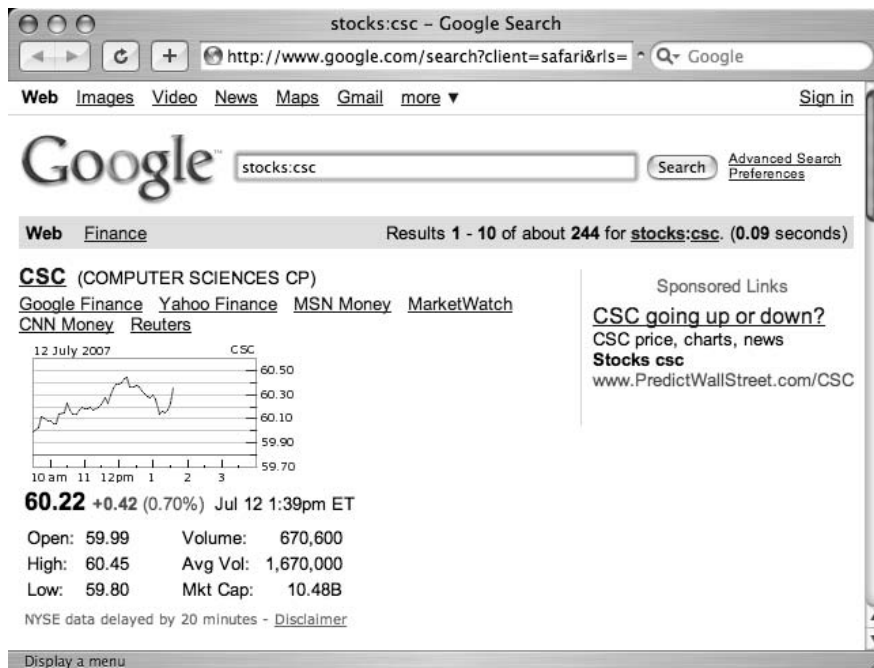 stocks:csc – Google Search
http://www.google.com/search?client=safari&rls=
Google
Web Images Video News Maps Gmail more ▼ Sign in
Google™ stocks:csc Search Advanced Search
Preferences
Web Finance Results 1 - 10 of about 244 for stocks:csc. (0.09 seconds)
CSC (COMPUTER SCIENCES CP)
Google Finance Yahoo Finance MSN Money MarketWatch
CNN Money Reuters
12 July 2007 CSC
60.50
60.30
60.10
59.90
59.70
10 am 11 12pm 1 2 3
60.22 +0.42 (0.70%) Jul 12 1:39pm ET
Open: 59.99 Volume: 670,600
High: 60.45 Avg Vol: 1,670,000
Low: 59.80 Mkt Cap: 10.48B
NYSE data delayed by 20 minutes - Disclaimer
Sponsored Links
CSC going up or down?
CSC price, charts, news
Stocks csc
www.PredictWallStreet.com/CSC
Display a menu